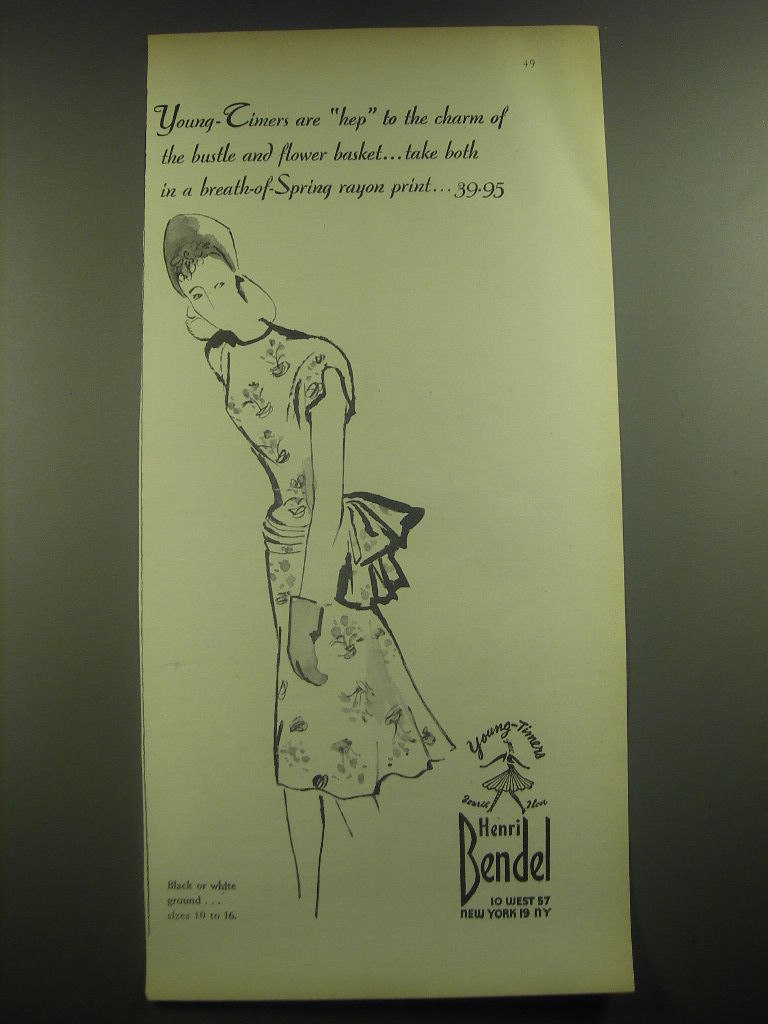 49
Young-Timers are "hep" to the charm of
the bustle and flower basket...take both
in a breath-of-Spring rayon print...39.95
Young-Timers
Fourth Floor
Henri
Bendel
10 WEST 57
NEW YORK 19 NY
Black or white
ground . . .
sizes 10 to 16.